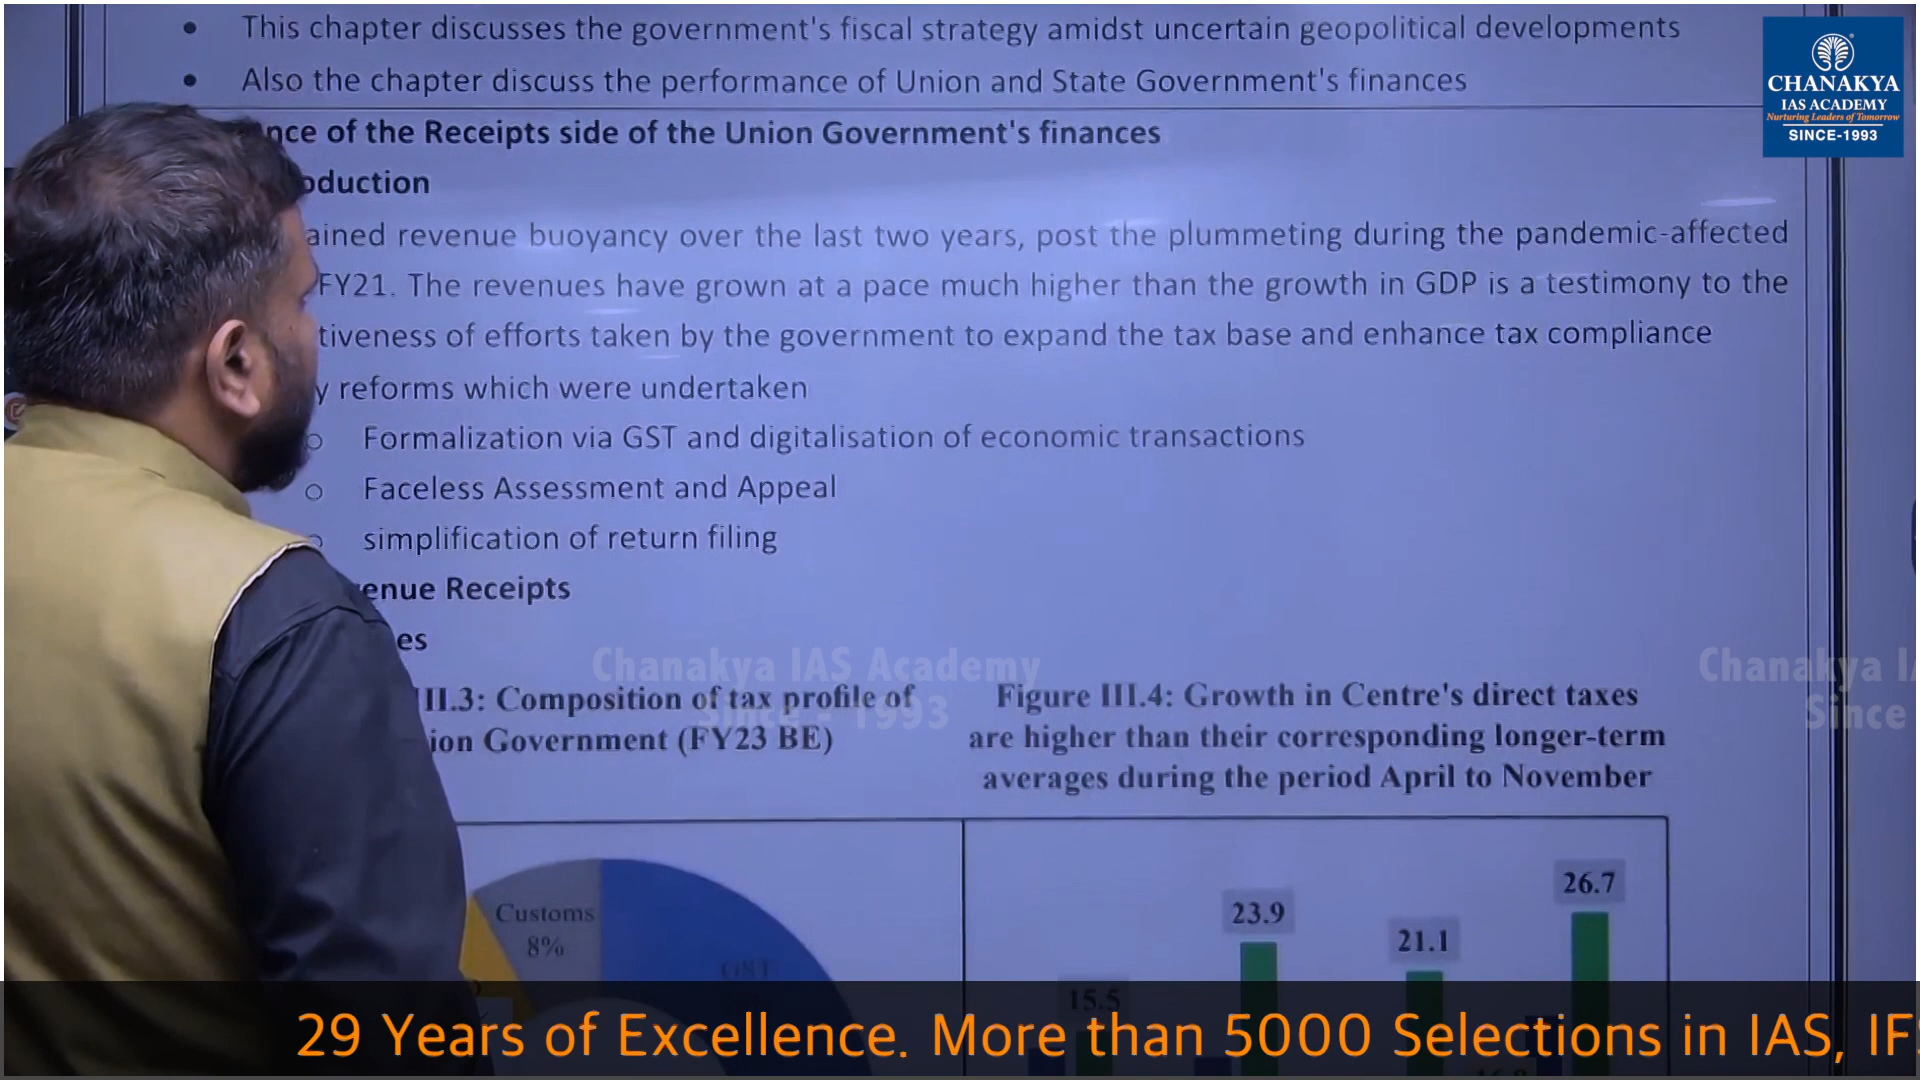 • This chapter discusses the government's fiscal strategy amidst uncertain geopolitical developments
• Also the chapter discuss the performance of Union and State Government's finances
of the Receipts side of the Union Government's finances
revenue buoyancy over the last two years, post the plummeting during the pandemic-affected
FY21. The revenues have grown at a pace much higher than the growth in GDP is a testimony to the
of efforts taken by the government to expand the tax base and enhance tax compliance
reforms which were undertaken
o Formalization via GST and digitalisation of economic transactions
o Faceless Assessment and Appeal
o simplification of return filing
Receipts
II.3: Composition of tax profile of
Government (FY23 BE)
Figure III.4: Growth in Centre's direct taxes
are higher than their corresponding longer-term
averages during the period April to November
Customs
8%
GST
15.5
23.9
21.1
26.7
CHANAKYA
IAS ACADEMY
Nurturing Leaders of Tomorrow
SINCE-1993
Chanakya IAS Academy
Since - 1993
Chanakya
Since
29 Years of Excellence. More than 5000 Selections in IAS,